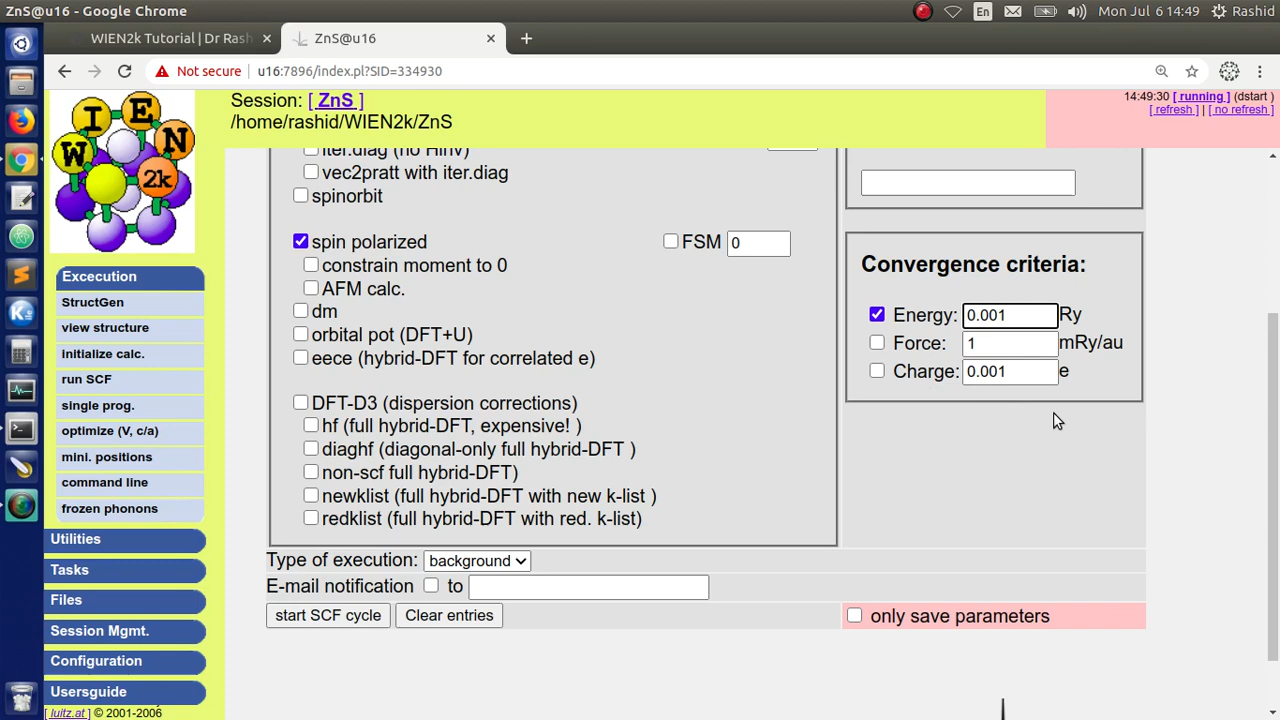 ZnS@u16 - Google Chrome
En
Mon Jul 6 14:49
Rashid
WIEN2k Tutorial | Dr Rash
ZnS@u16
Not secure
u16:7896/index.pl?SID=334930
WIEN
2k
Session: [ ZnS ]
/home/rashid/WIEN2k/ZnS
14:49:30 [ running ] (dstart )
[ refresh ] | [ no refresh ]
Excecution
StructGen
view structure
initialize calc.
run SCF
single prog.
optimize (V, c/a)
mini. positions
command line
frozen phonons
Utilities
Tasks
Files
Session Mgmt.
Configuration
Usersguide
[ luitz.at ] © 2001-2006
iter.diag (no Hinv)
vec2pratt with iter.diag
spinorbit
spin polarized
FSM 0
constrain moment to 0
AFM calc.
dm
orbital pot (DFT+U)
eece (hybrid-DFT for correlated e)
DFT-D3 (dispersion corrections)
hf (full hybrid-DFT, expensive! )
diaghf (diagonal-only full hybrid-DFT )
non-scf full hybrid-DFT)
newklist (full hybrid-DFT with new k-list )
redklist (full hybrid-DFT with red. k-list)
Convergence criteria:
Energy: 0.001 Ry
Force: 1 mRy/au
Charge: 0.001 e
Type of execution: background
E-mail notification to
start SCF cycle
Clear entries
only save parameters